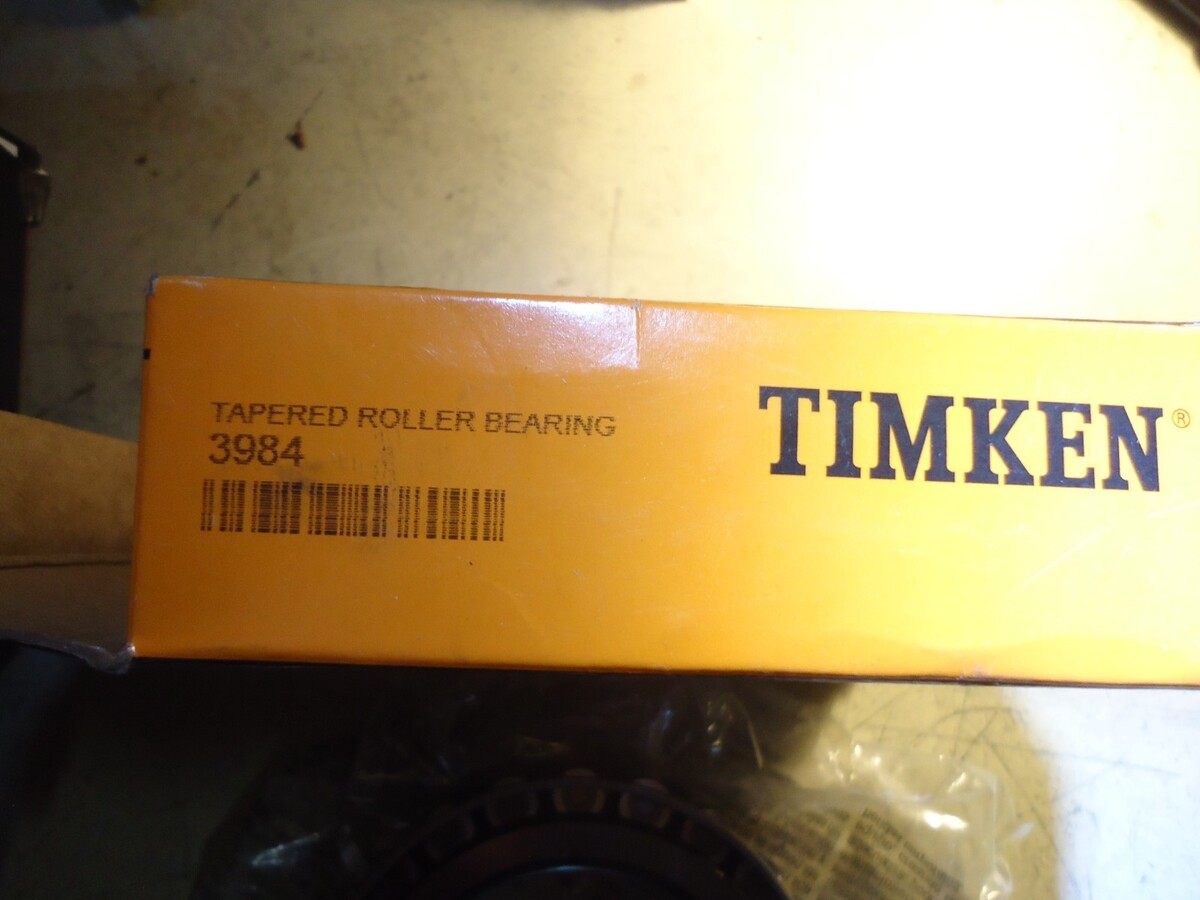 TAPERED ROLLER BEARING
3984
TIMKEN®